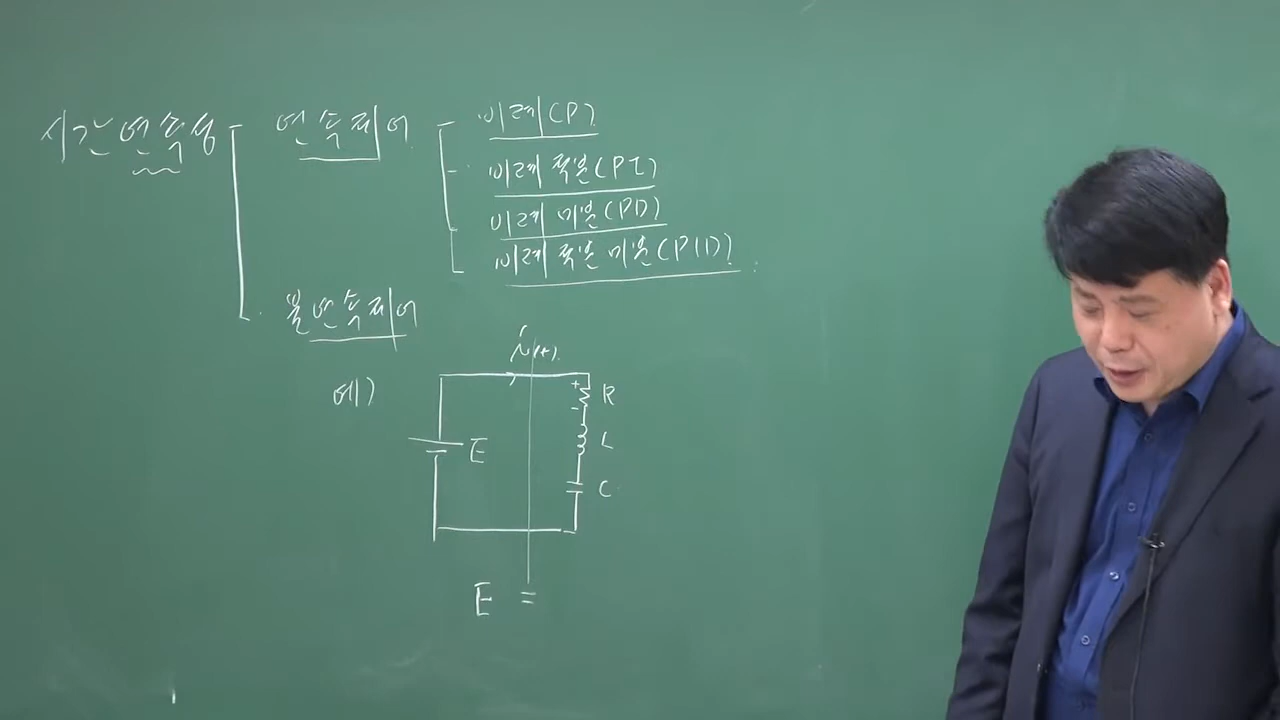 시간연속성
연속제어
비례(P)
비례적분(PI)
비례미분(PD)
비례적분미분(PID)
불연속제어
예)
i(t)
+
-
R
L
C
E
E =